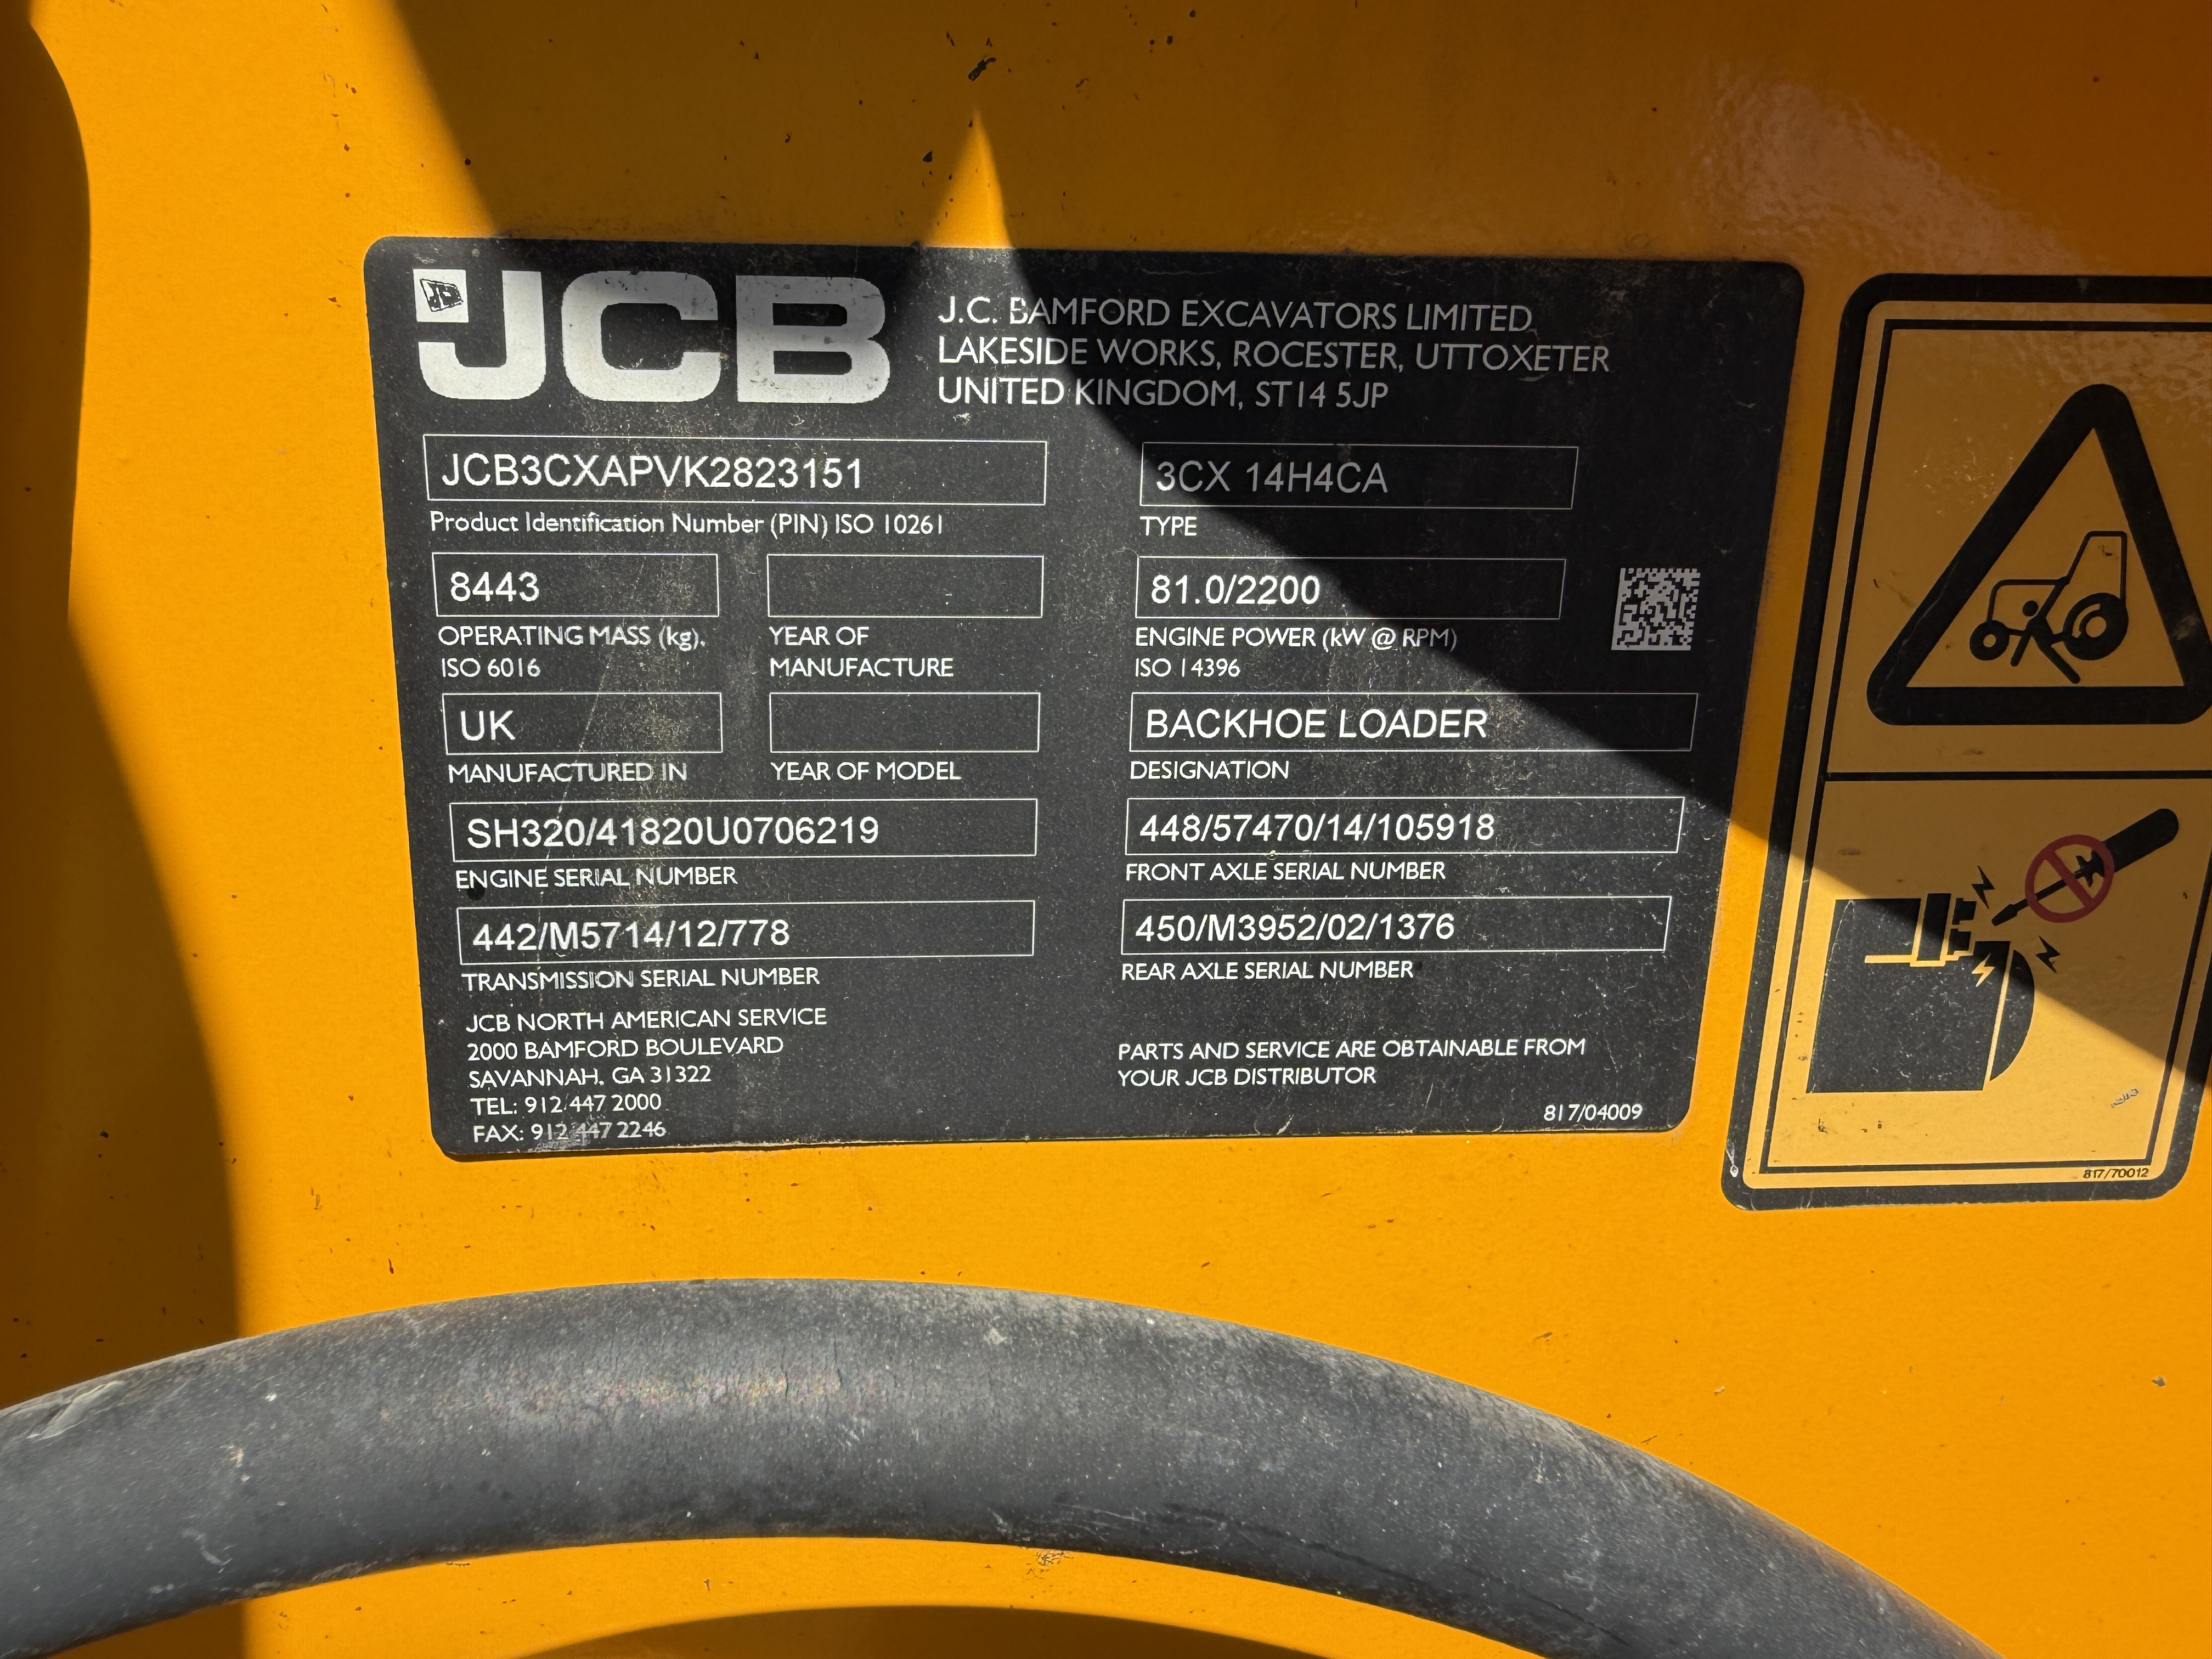 JCB
J.C. BAMFORD EXCAVATORS LIMITED
LAKESIDE WORKS, ROCESTER, UTTOXETER
UNITED KINGDOM, ST14 5JP
JCB3CXAPVK2823151
Product Identification Number (PIN) ISO 10261
3CX 14H4CA
TYPE
8443
OPERATING MASS (kg),
ISO 6016
YEAR OF
MANUFACTURE
81.0/2200
ENGINE POWER (kW @ RPM)
ISO 14396
UK
MANUFACTURED IN
YEAR OF MODEL
BACKHOE LOADER
DESIGNATION
SH320/41820U0706219
ENGINE SERIAL NUMBER
448/57470/14/105918
FRONT AXLE SERIAL NUMBER
442/M5714/12/778
TRANSMISSION SERIAL NUMBER
450/M3952/02/1376
REAR AXLE SERIAL NUMBER
JCB NORTH AMERICAN SERVICE
2000 BAMFORD BOULEVARD
SAVANNAH, GA 31322
TEL: 912 447 2000
FAX: 912 447 2246
PARTS AND SERVICE ARE OBTAINABLE FROM
YOUR JCB DISTRIBUTOR
817/04009
817/70012